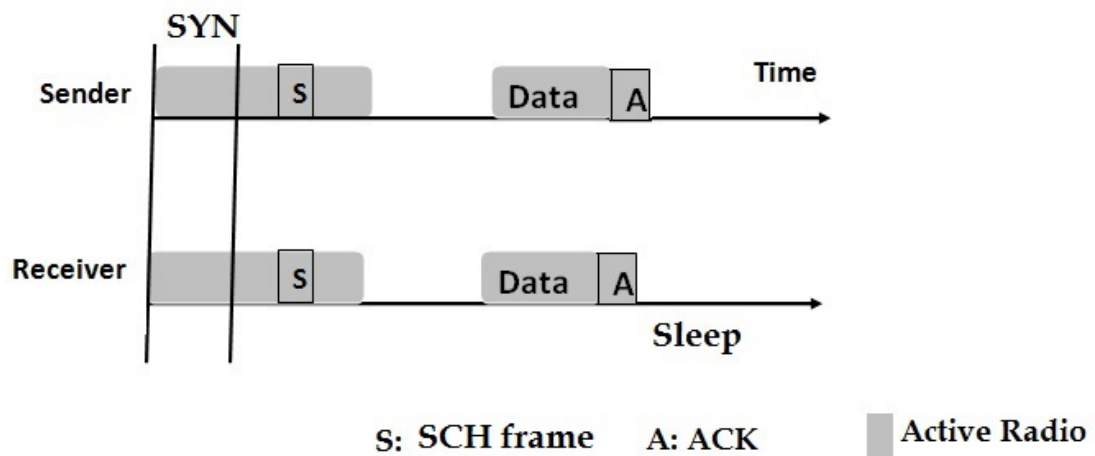 SYN
Sender
S
Data
A
Time
Receiver
S
Data
A
Sleep
S: SCH frame
A: ACK
Active Radio